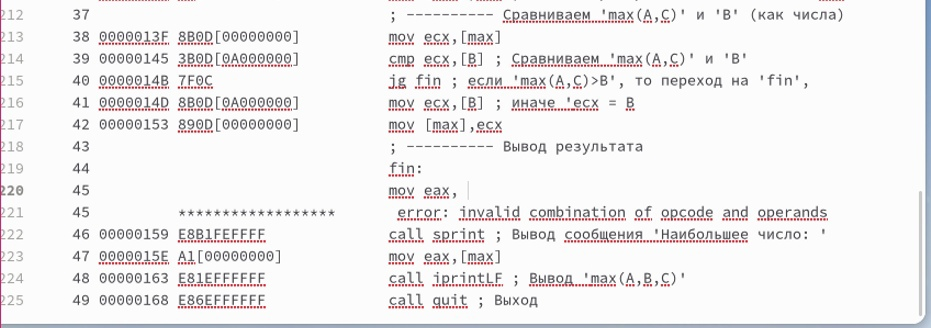 212 37 ; ---------- Сравниваем 'max(A,C)' и 'B' (как числа)
213 38 0000013F 8B0D[00000000] mov ecx,[max]
214 39 00000145 3B0D[0A000000] cmp ecx,[B] ; Сравниваем 'max(A,C)' и 'B'
215 40 0000014B 7F0C jg fin ; если 'max(A,C)>B', то переход на 'fin',
216 41 0000014D 8B0D[0A000000] mov ecx,[B] ; иначе 'ecx = B
217 42 00000153 890D[00000000] mov [max],ecx
218 43 ; ---------- Вывод результата
219 44 fin:
220 45 mov eax,
221 45 ****************** error: invalid combination of opcode and operands
222 46 00000159 E8B1FEFFFF call sprint ; Вывод сообщения 'Наибольшее число: '
223 47 0000015E A1[00000000] mov eax,[max]
224 48 00000163 E81EFFFFFF call iprintLF ; Вывод 'max(A,B,C)'
225 49 00000168 E86EFFFFFF call quit ; Выход